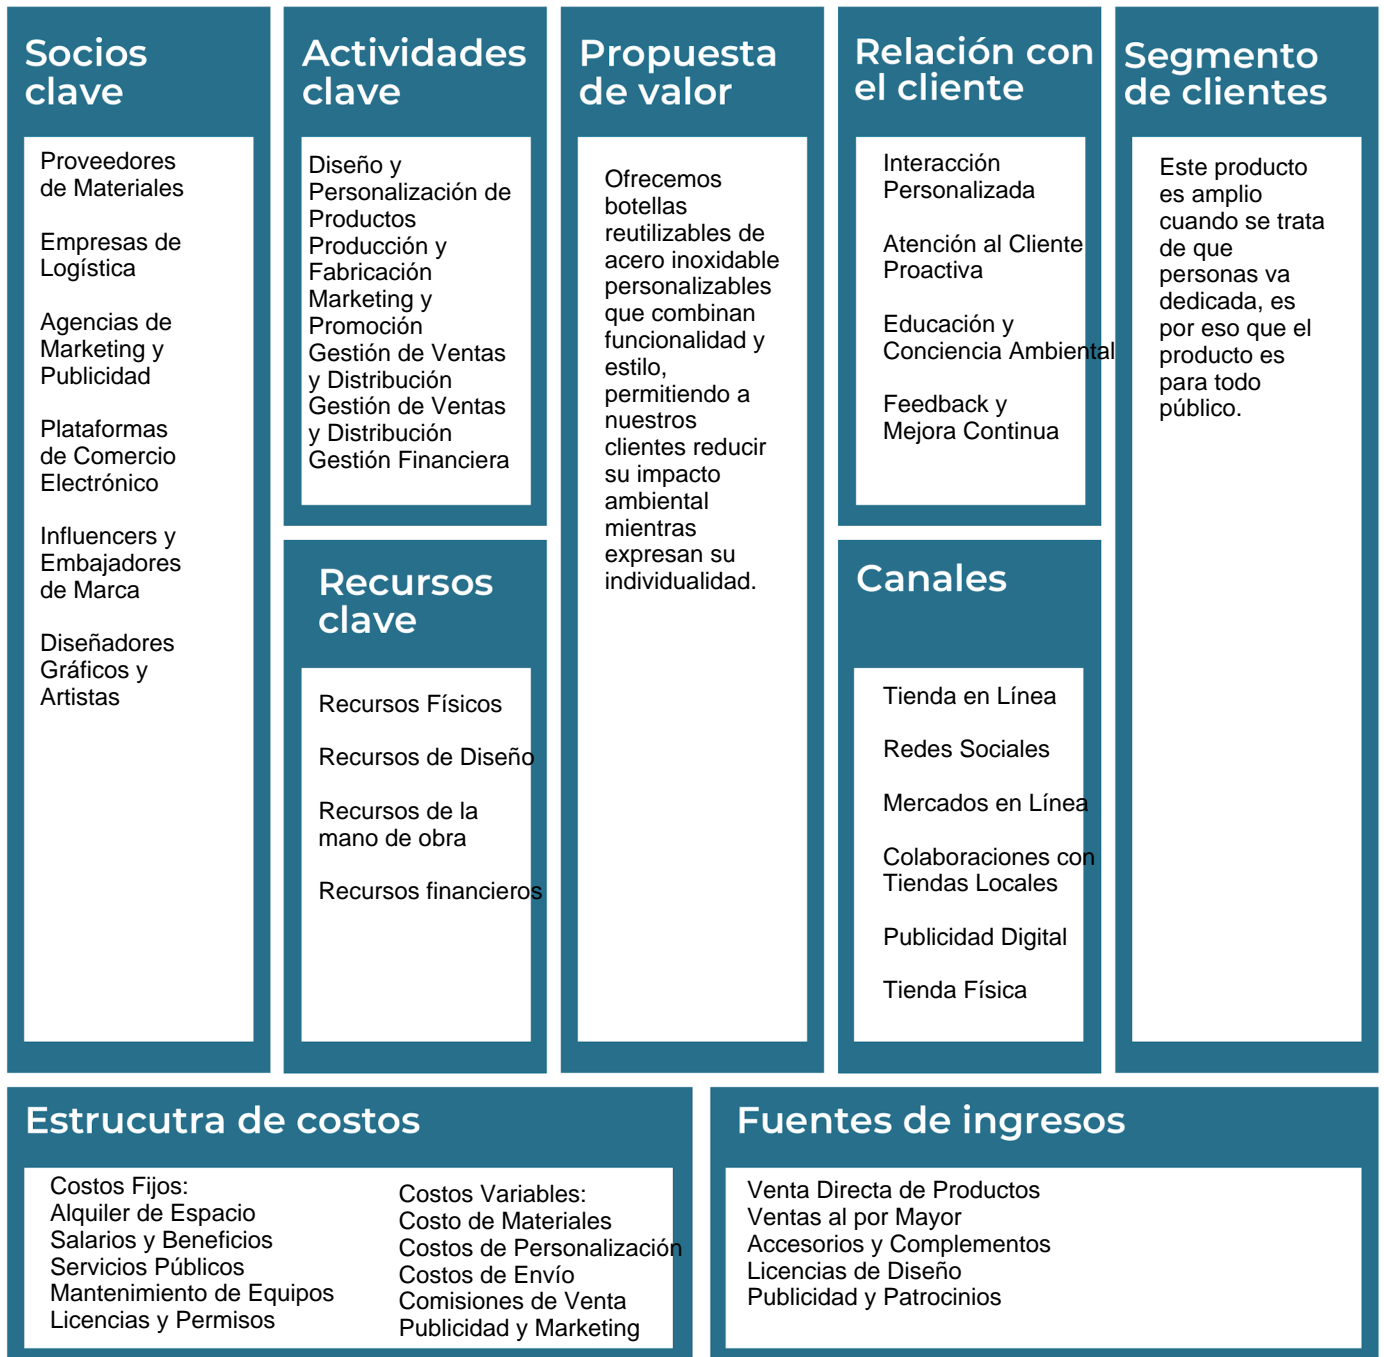 Socios
clave
Proveedores
de Materiales
Empresas de
Logística
Agencias de
Marketing y
Publicidad
Plataformas
de Comercio
Electrónico
Influencers y
Embajadores
de Marca
Diseñadores
Gráficos y
Artistas
Actividades
clave
Diseño y
Personalización de
Productos
Producción y
Fabricación
Marketing y
Promoción
Gestión de Ventas
y Distribución
Gestión de Ventas
y Distribución
Gestión Financiera
Recursos
clave
Recursos Físicos
Recursos de Diseño
Recursos de la
mano de obra
Recursos financieros
Propuesta
de valor
Ofrecemos
botellas
reutilizables de
acero inoxidable
personalizables
que combinan
funcionalidad y
estilo,
permitiendo a
nuestros
clientes reducir
su impacto
ambiental
mientras
expresan su
individualidad.
Relación con
el cliente
Interacción
Personalizada
Atención al Cliente
Proactiva
Educación y
Conciencia Ambiental
Feedback y
Mejora Continua
Canales
Tienda en Línea
Redes Sociales
Mercados en Línea
Colaboraciones con
Tiendas Locales
Publicidad Digital
Tienda Física
Segmento
de clientes
Este producto
es amplio
cuando se trata
de que
personas va
dedicada, es
por eso que el
producto es
para todo
público.
Estrucutra de costos
Costos Fijos:
Alquiler de Espacio
Salarios y Beneficios
Servicios Públicos
Mantenimiento de Equipos
Licencias y Permisos
Costos Variables:
Costo de Materiales
Costos de Personalización
Costos de Envío
Comisiones de Venta
Publicidad y Marketing
Fuentes de ingresos
Venta Directa de Productos
Ventas al por Mayor
Accesorios y Complementos
Licencias de Diseño
Publicidad y Patrocinios